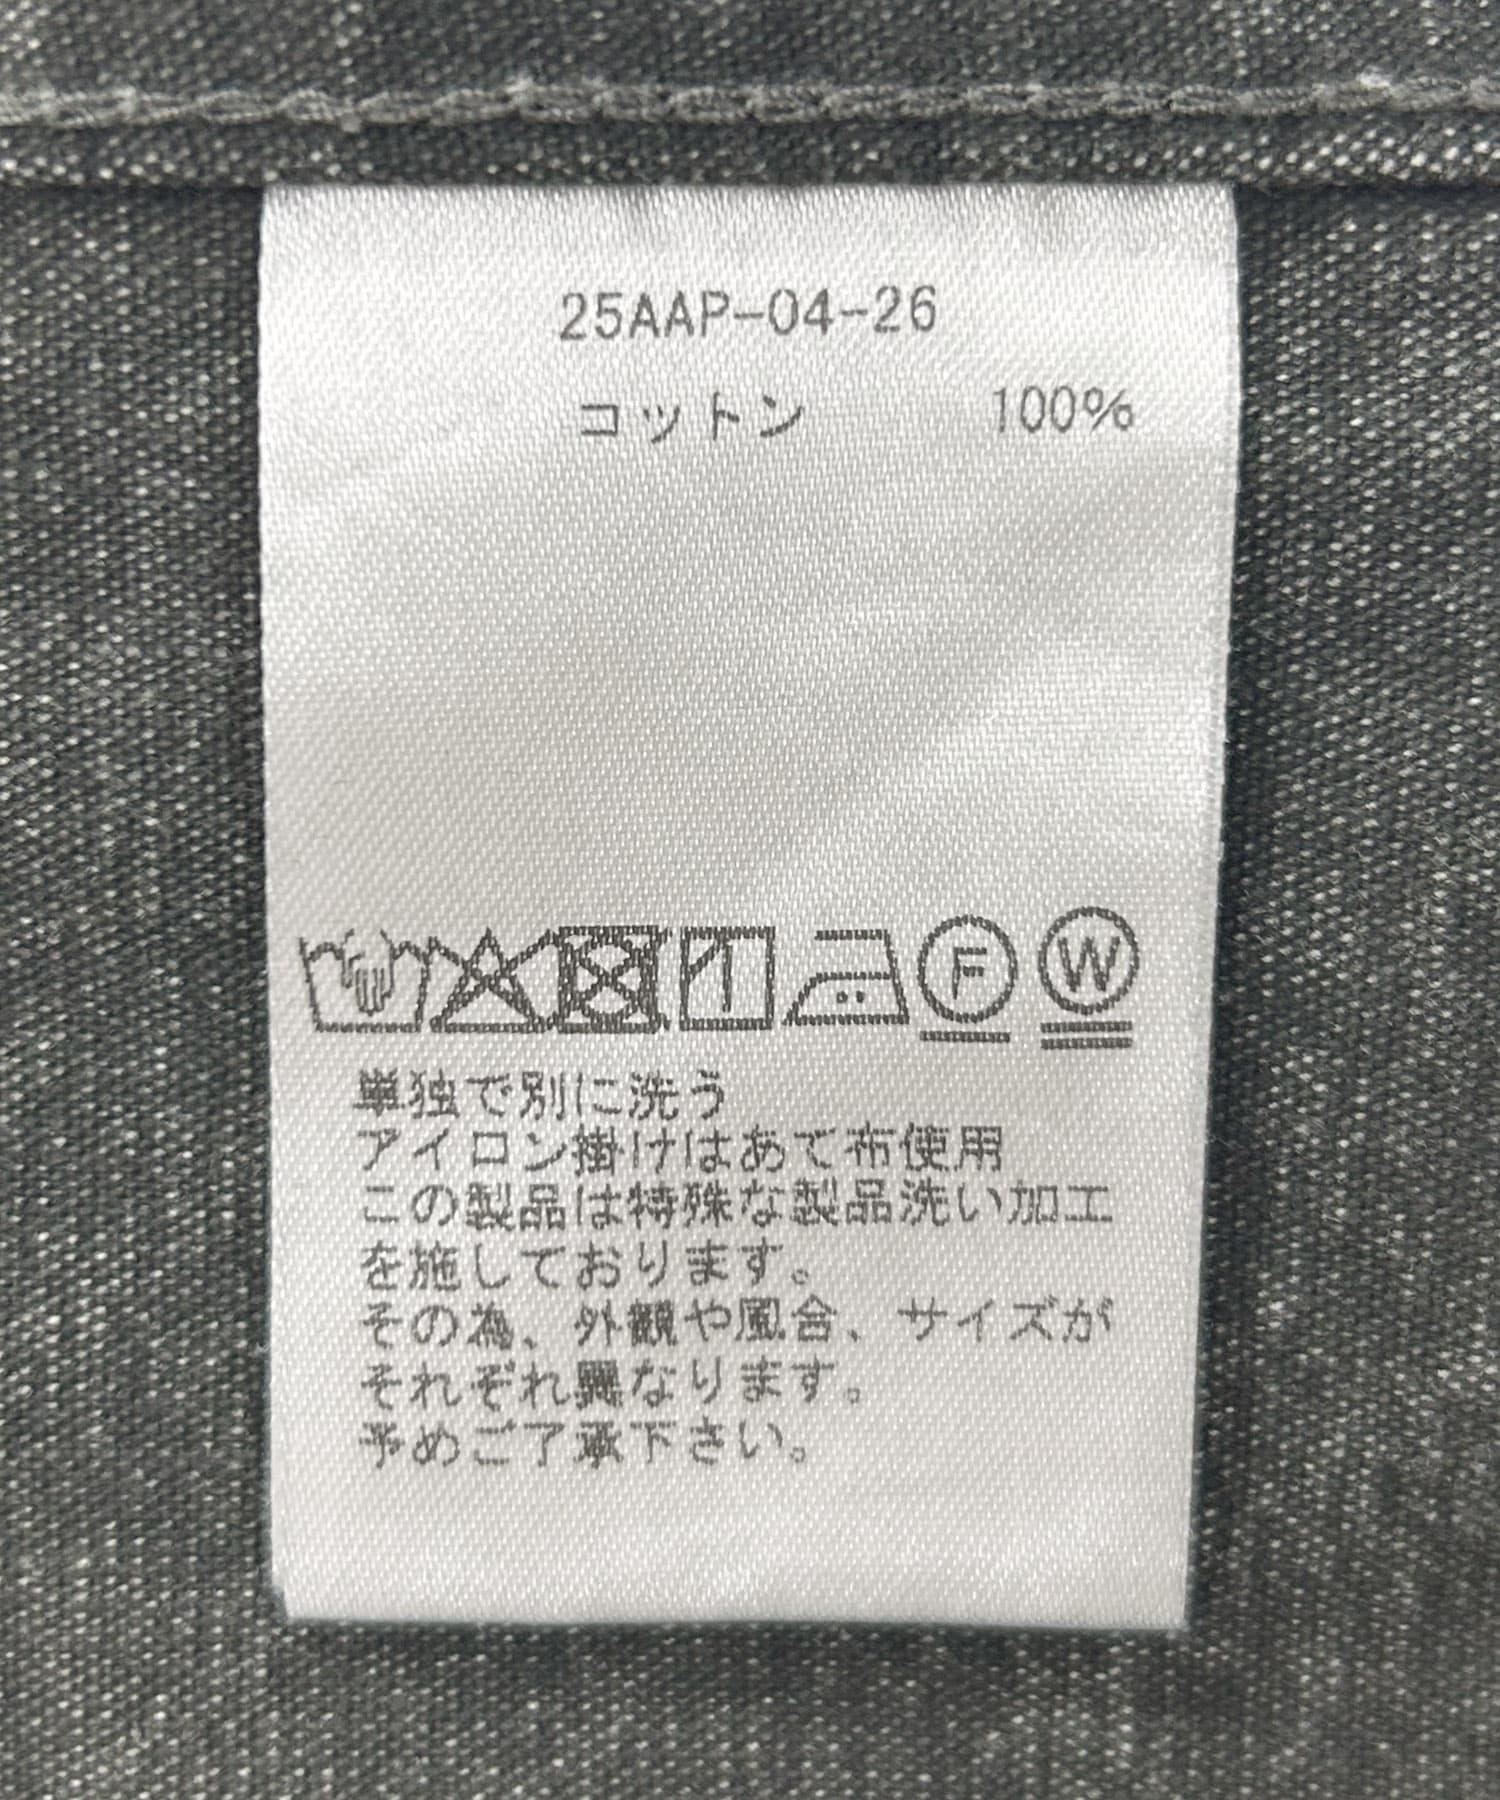 25AAP-04-26
コットン 100%
F W
単独で別に洗う
アイロン掛けはあて布使用
この製品は特殊な製品洗い加工
を施しております。
その為、外観や風合、サイズが
それぞれ異なります。
予めご了承下さい。